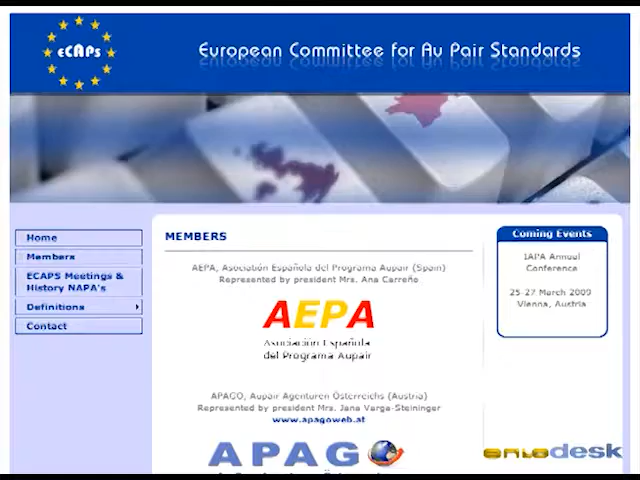 eCAPs
European Committee for Au Pair Standards
Home
Members
ECAPS Meetings &
History NAPA's
Definitions
Contact
MEMBERS
AEPA, Asociatión Española del Programa Aupair (Spain)
Represented by president Mrs. Ana Carreño
AEPA
Asociación Española
del Programa Aupair
APAGO, Aupair Agenturen Österreichs (Austria)
Represented by president Mrs. Jana Varga-Steininger
www.apagoweb.at
APAGO
Coming Events
IAPA Annual
Conference
25-27 March 2009
Vienna, Austria